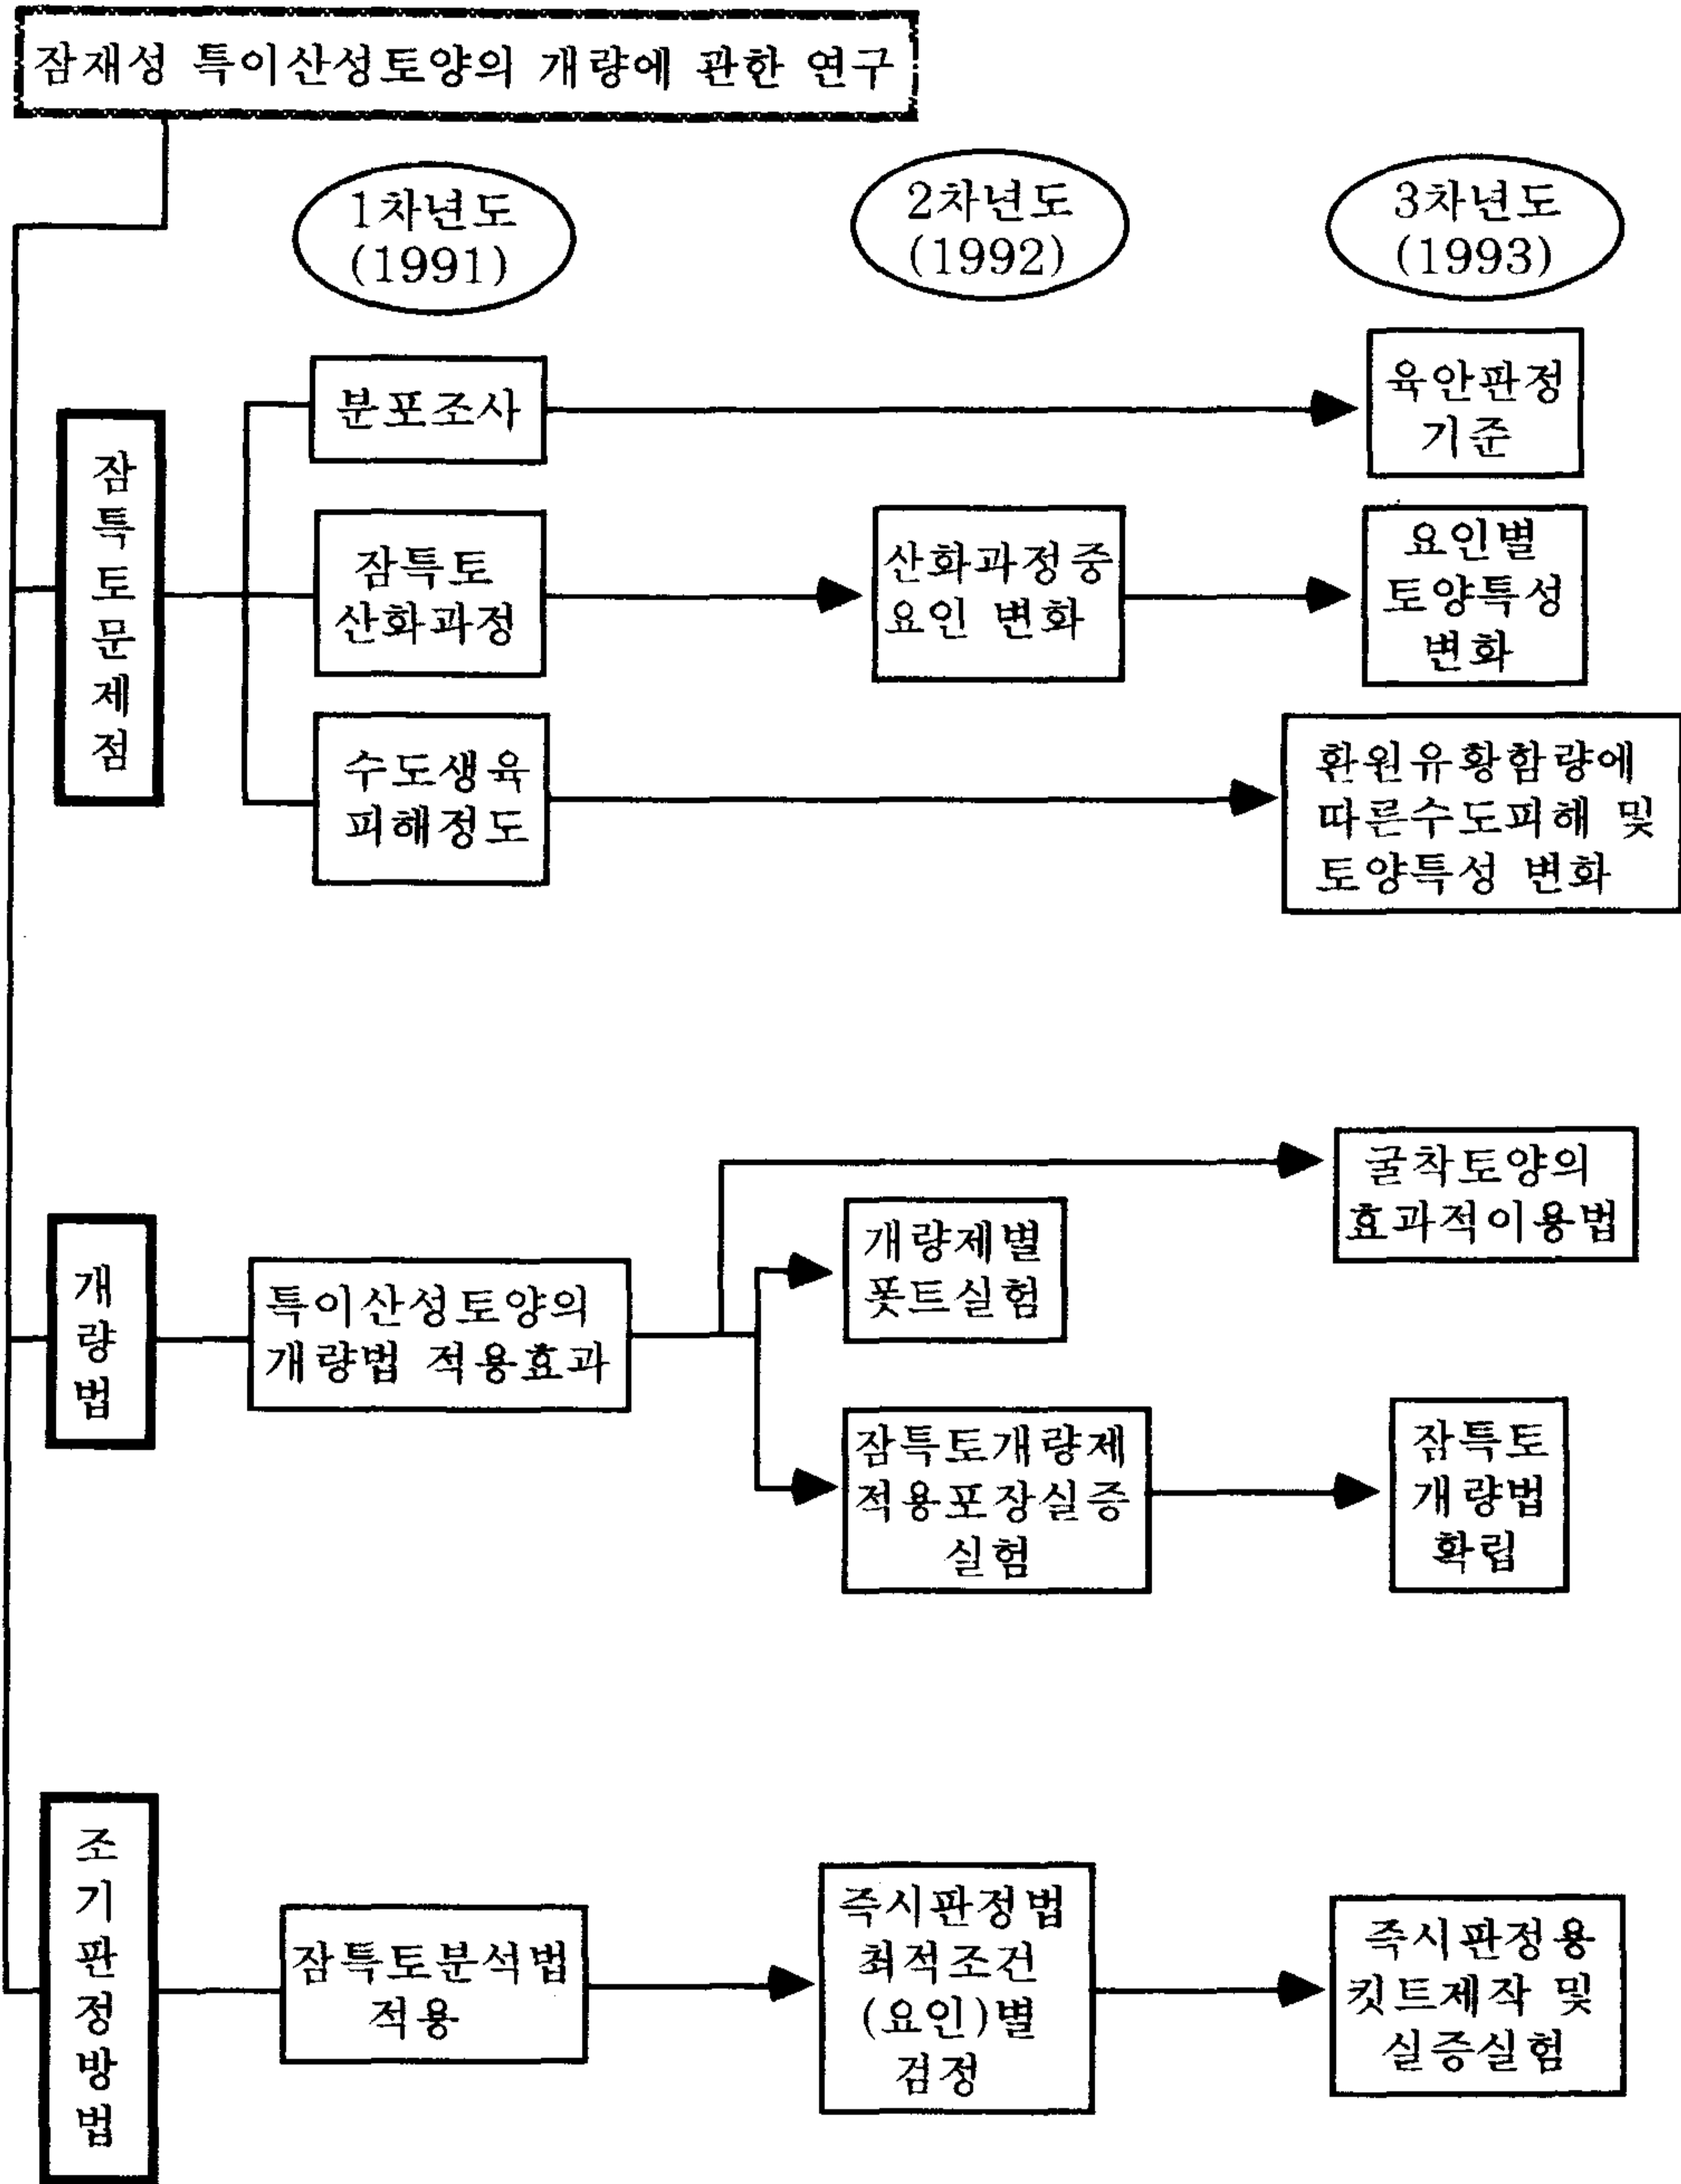 잠재성 특이산성토양의 개량에 관한 연구
1차년도
(1991)
2차년도
(1992)
3차년도
(1993)
잠특토문제점
분포조사
육안판정
기준
잠특토
산화과정
산화과정중
요인 변화
요인별
토양특성
변화
수도생육
피해정도
환원유황함량에
따른수도피해 및
토양특성 변화
개량법
특이산성토양의
개량법 적용효과
굴착토양의
효과적이용법
개량제별
폿트실험
잠특토개량제
적용포장실증
실험
잠특토
개량법
확립
조기판정방법
잠특토분석법
적용
즉시판정법
최적조건
(요인)별
검정
즉시판정용
킷트제작 및
실증실험